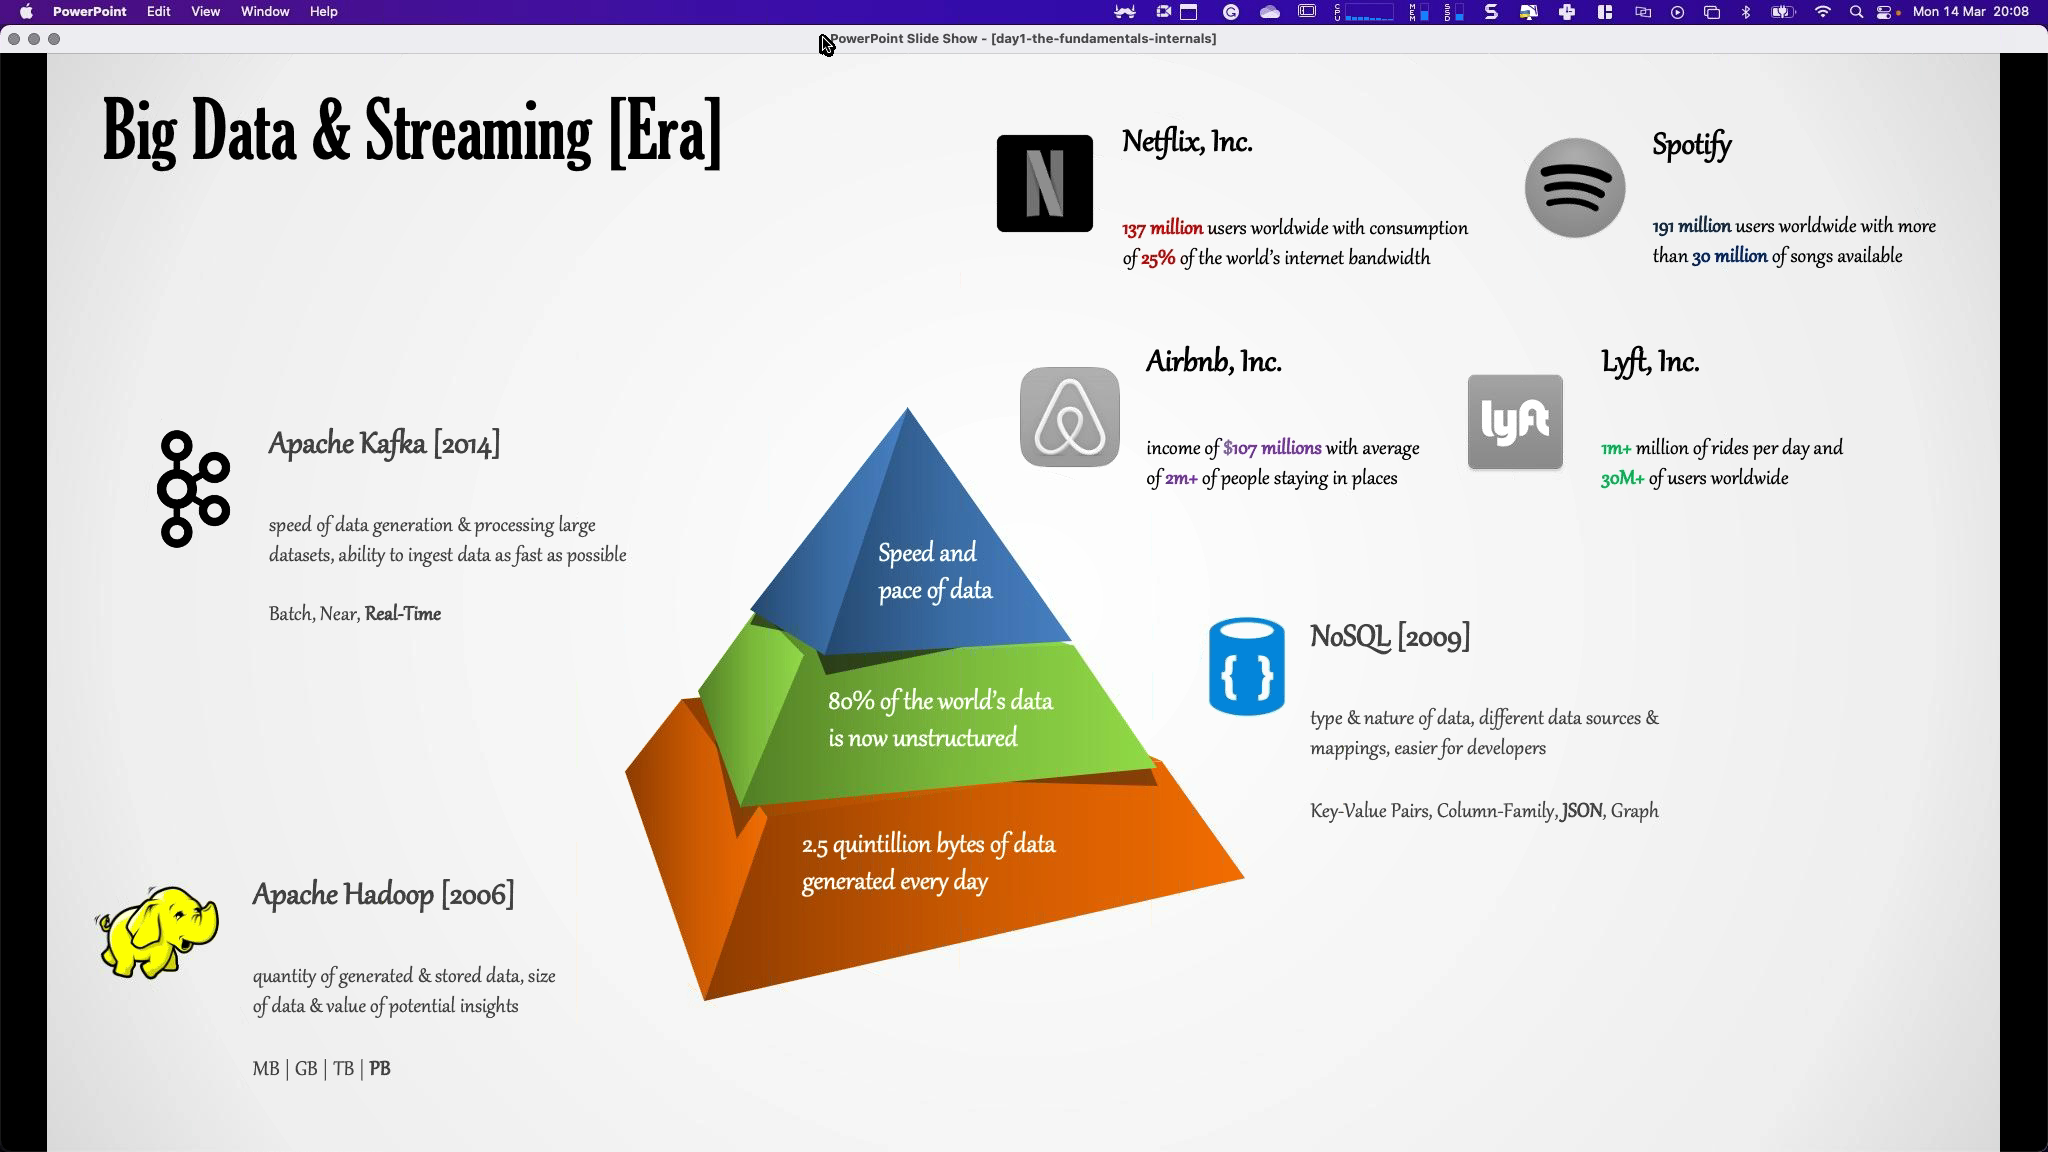 PowerPoint Edit View Window Help
Mon 14 Mar 20:08
PowerPoint Slide Show - [day1-the-fundamentals-internals]
Big Data & Streaming [Era]
Netflix, Inc.
137 million users worldwide with consumption
of 25% of the world's internet bandwidth
Spotify
191 million users worldwide with more
than 30 million of songs available
Airbnb, Inc.
income of $107 millions with average
of 2m+ of people staying in places
lyft
Lyft, Inc.
1m+ million of rides per day and
30M+ of users worldwide
Apache Kafka [2014]
speed of data generation & processing large
datasets, ability to ingest data as fast as possible
Batch, Near, Real-Time
Speed and
pace of data
80% of the world's data
is now unstructured
2.5 quintillion bytes of data
generated every day
NoSQL [2009]
type & nature of data, different data sources &
mappings, easier for developers
Key-Value Pairs, Column-Family, JSON, Graph
Apache Hadoop [2006]
quantity of generated & stored data, size
of data & value of potential insights
MB | GB | TB | PB